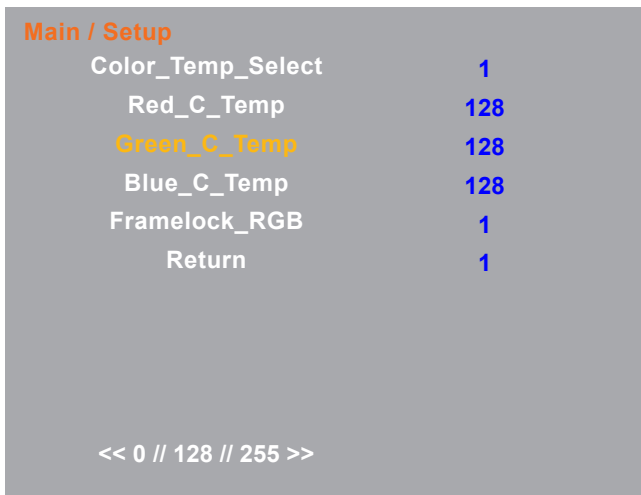 Main / Setup
Color_Temp_Select 1
Red_C_Temp 128
Green_C_Temp 128
Blue_C_Temp 128
Framelock_RGB 1
Return 1
<< 0 // 128 // 255 >>